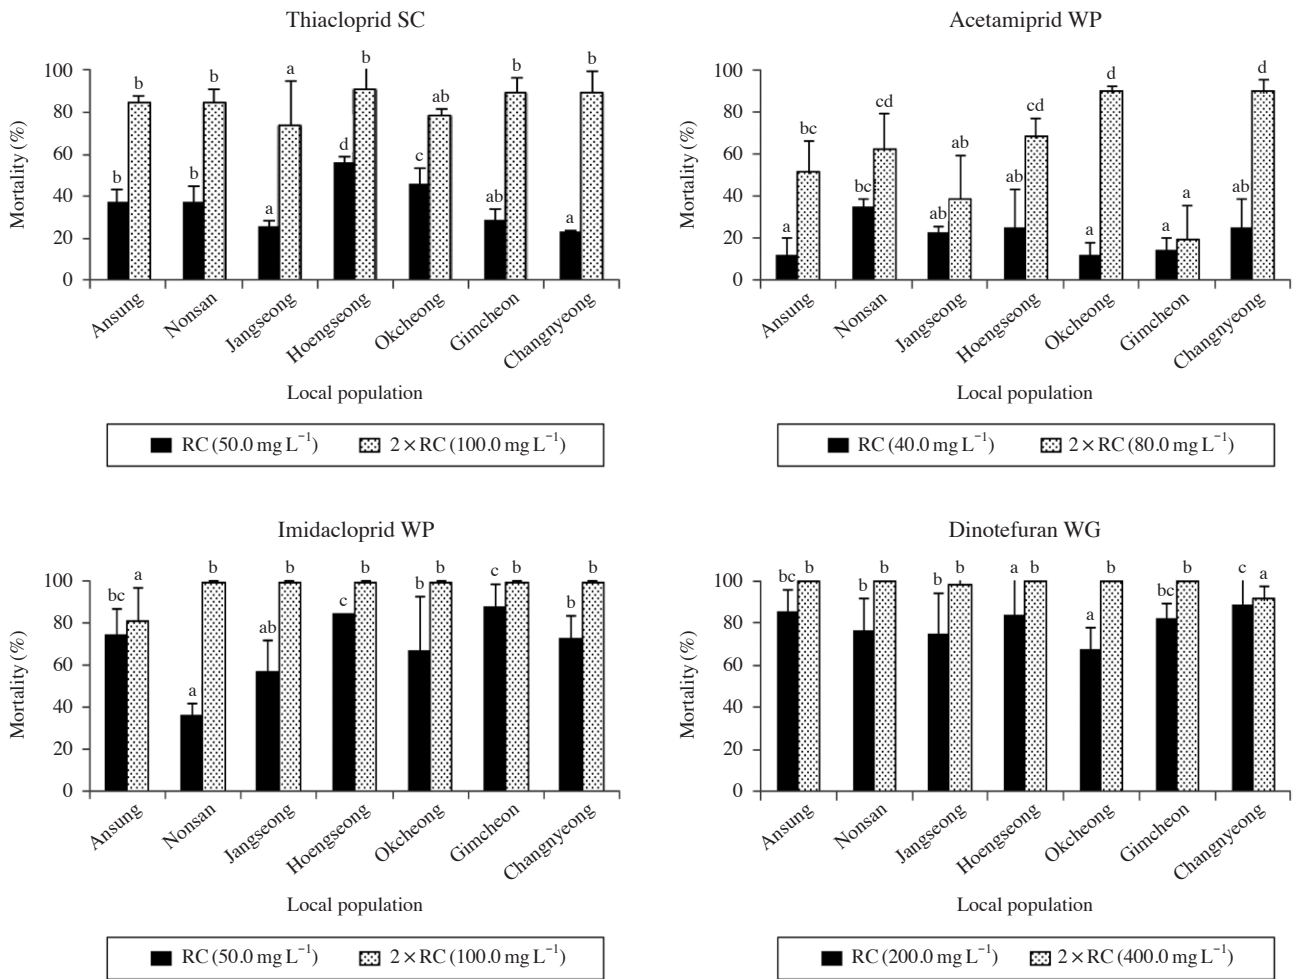 Thiacloprid SC
Mortality (%)
100
80
60
40
20
0
b b b b a a d b c ab ab b a b
Ansung Nonsan Jangseong Hoengseong Okcheong Gimcheon Changnyeong
Local population
RC (50.0 mg L⁻¹) 2 × RC (100.0 mg L⁻¹)
Acetamiprid WP
Mortality (%)
100
80
60
40
20
0
a bc bc cd ab ab ab cd a d a a ab d
Ansung Nonsan Jangseong Hoengseong Okcheong Gimcheon Changnyeong
Local population
RC (40.0 mg L⁻¹) 2 × RC (80.0 mg L⁻¹)
Imidacloprid WP
Mortality (%)
100
80
60
40
20
0
bc a a b ab b c b b b c b b b
Ansung Nonsan Jangseong Hoengseong Okcheong Gimcheon Changnyeong
Local population
RC (50.0 mg L⁻¹) 2 × RC (100.0 mg L⁻¹)
Dinotefuran WG
Mortality (%)
100
80
60
40
20
0
bc b b b b b a b a b bc b c a
Ansung Nonsan Jangseong Hoengseong Okcheong Gimcheon Changnyeong
Local population
RC (200.0 mg L⁻¹) 2 × RC (400.0 mg L⁻¹)